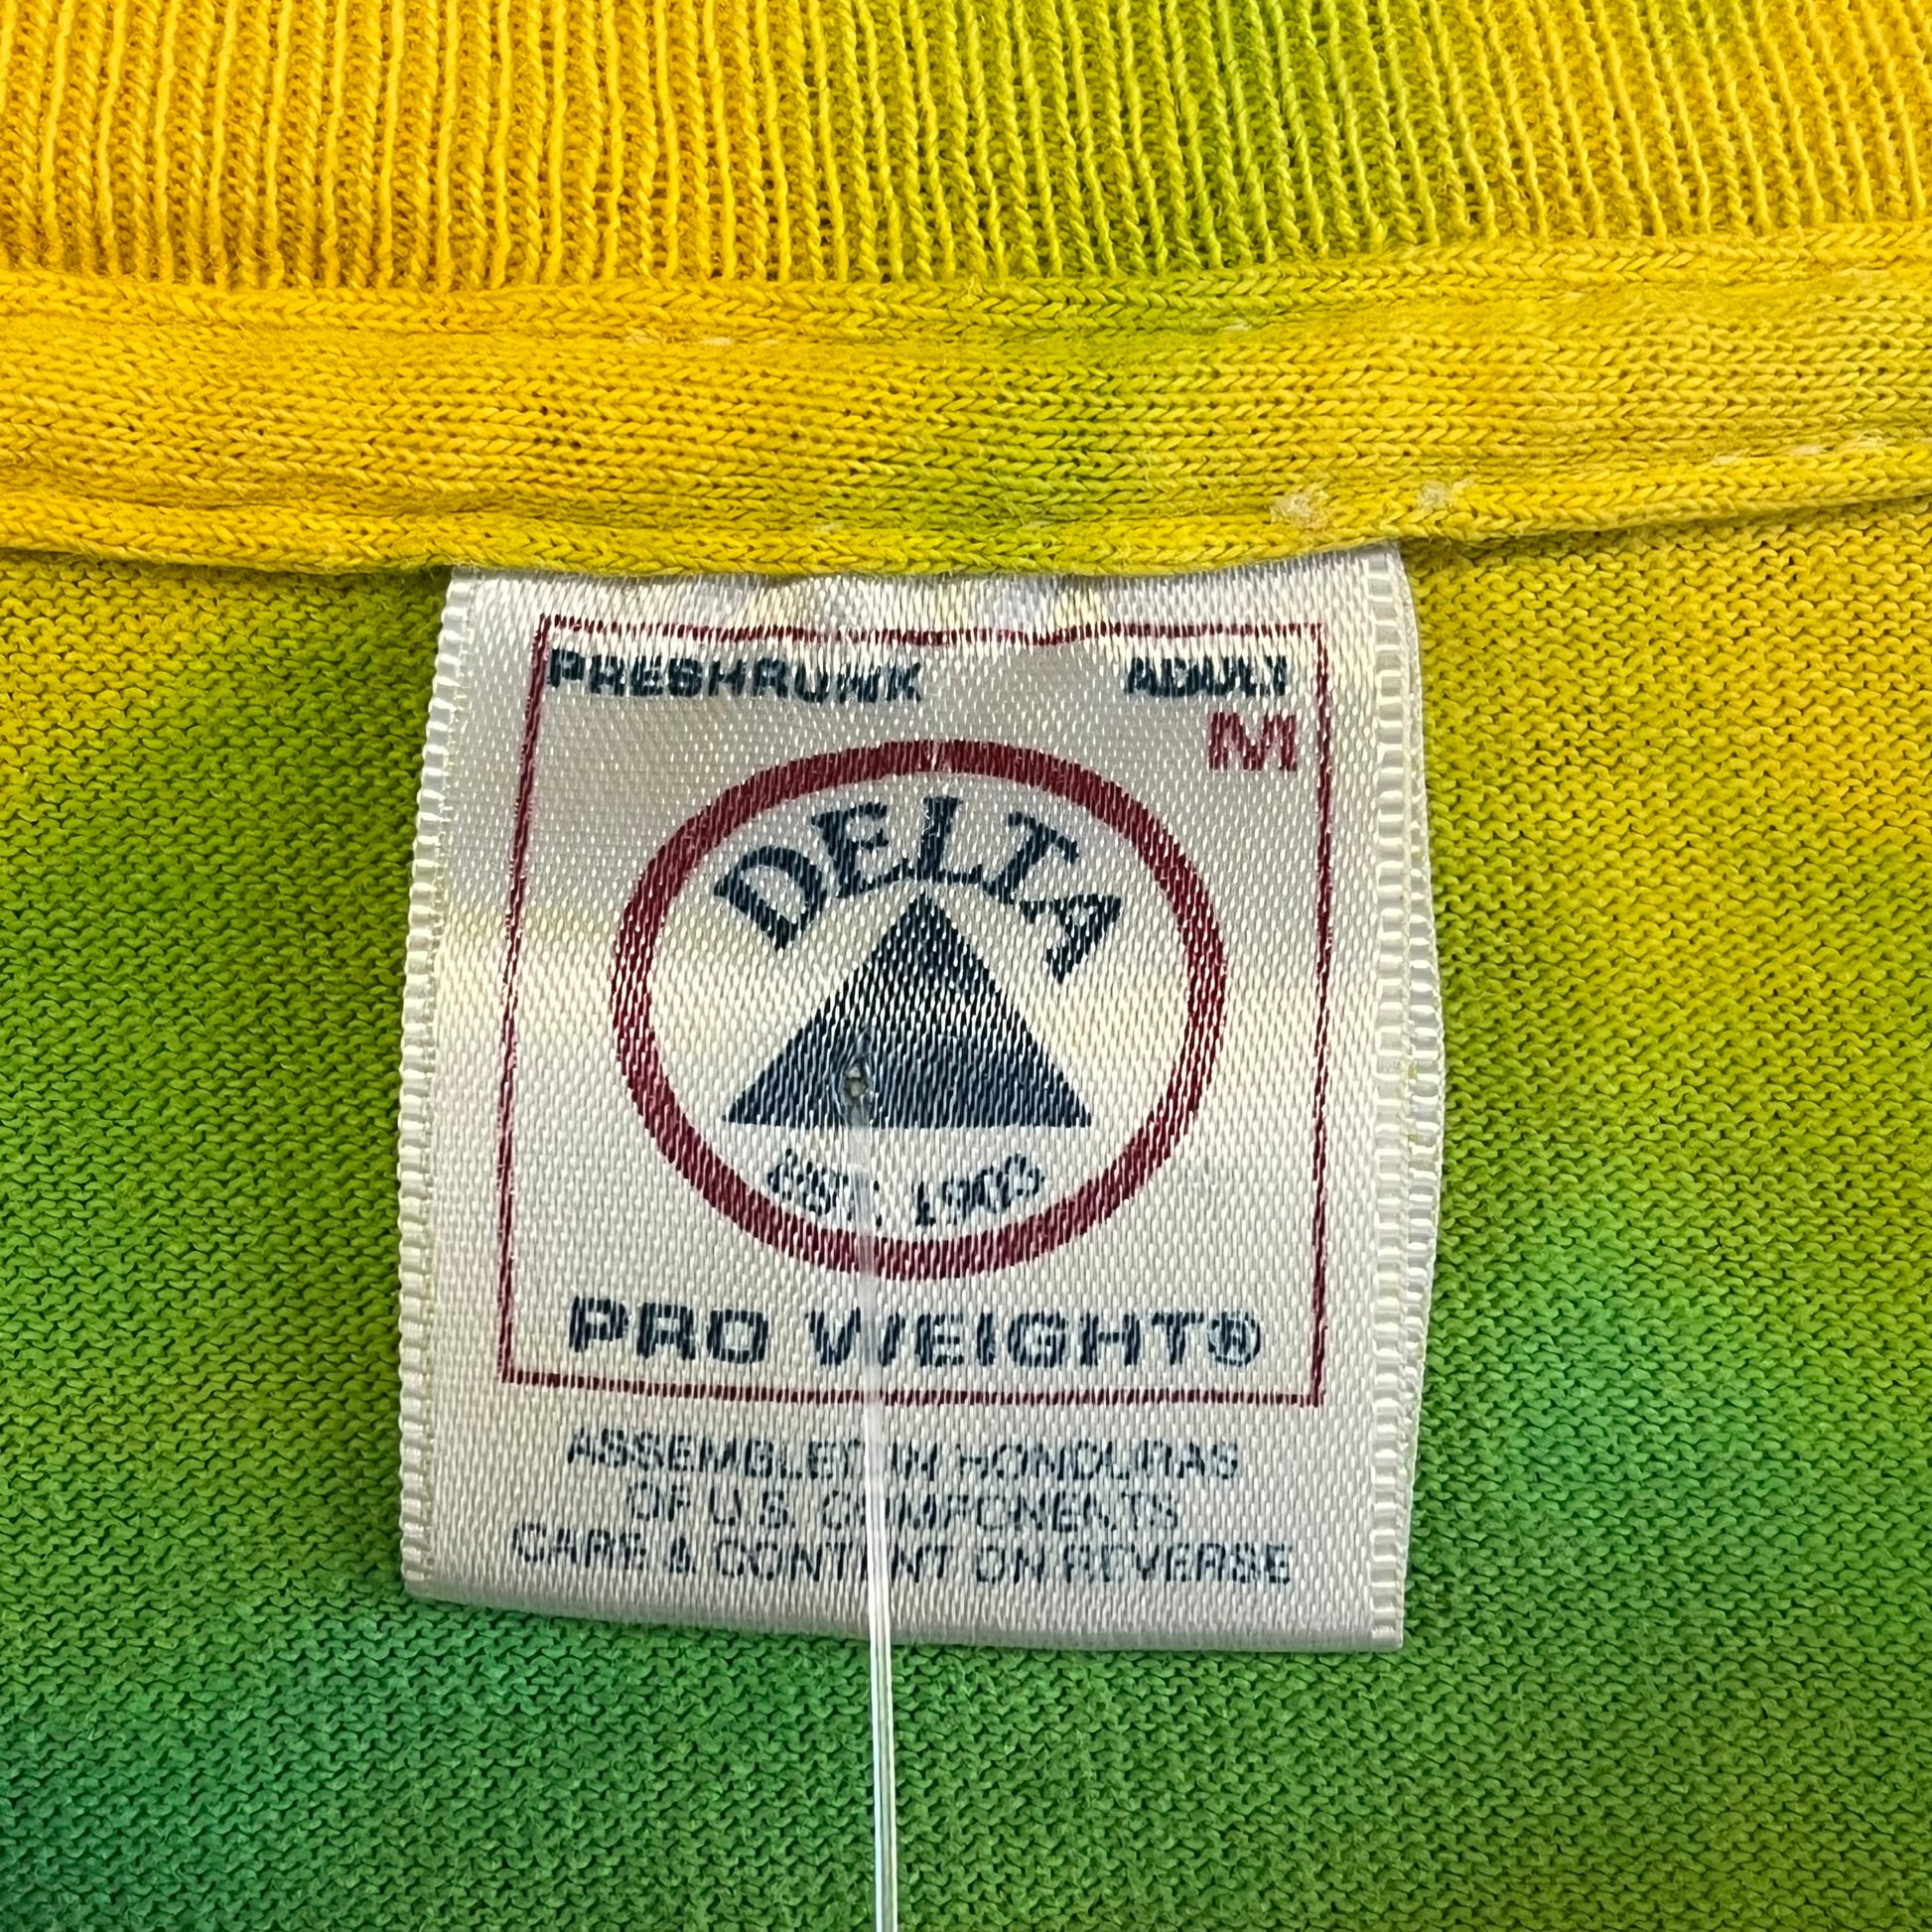 PRESHRUNK ADULT
M
DELTA
EST. 1903
PRO WEIGHT®
ASSEMBLED IN HONDURAS
OF U.S. COMPONENTS
CARE & CONTENT ON REVERSE